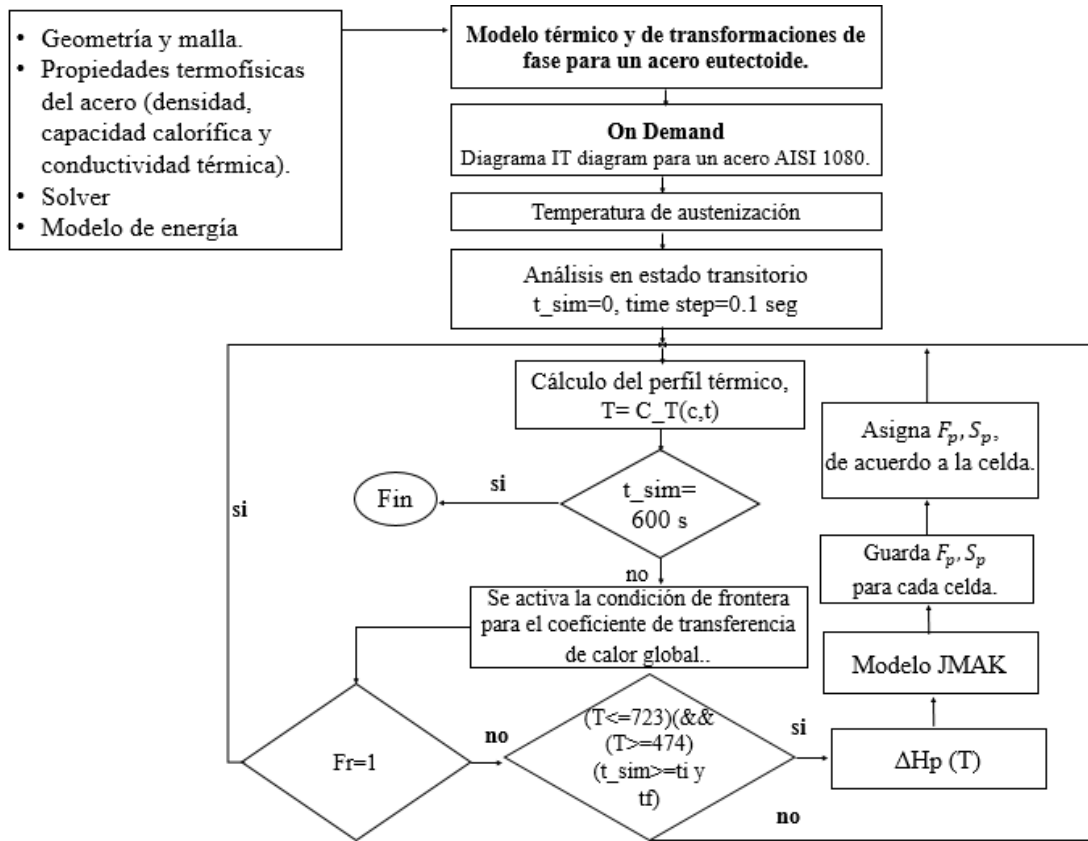 • Geometría y malla.
• Propiedades termofísicas
del acero (densidad,
capacidad calorífica y
conductividad térmica).
• Solver
• Modelo de energía
Modelo térmico y de transformaciones de
fase para un acero eutectoide.
On Demand
Diagrama IT diagram para un acero AISI 1080.
Temperatura de austenización
Análisis en estado transitorio
t_sim=0, time step=0.1 seg
Cálculo del perfil térmico,
T= C_T(c,t)
t_sim=
600 s
si
Fin
no
Se activa la condición de frontera
para el coeficiente de transferencia
de calor global..
Fr=1
si
no
(T<=723)(&&
(T>=474)
(t_sim>=ti y
tf)
si
no
ΔHp (T)
Modelo JMAK
Guarda Fₚ, Sₚ
para cada celda.
Asigna Fₚ, Sₚ,
de acuerdo a la celda.